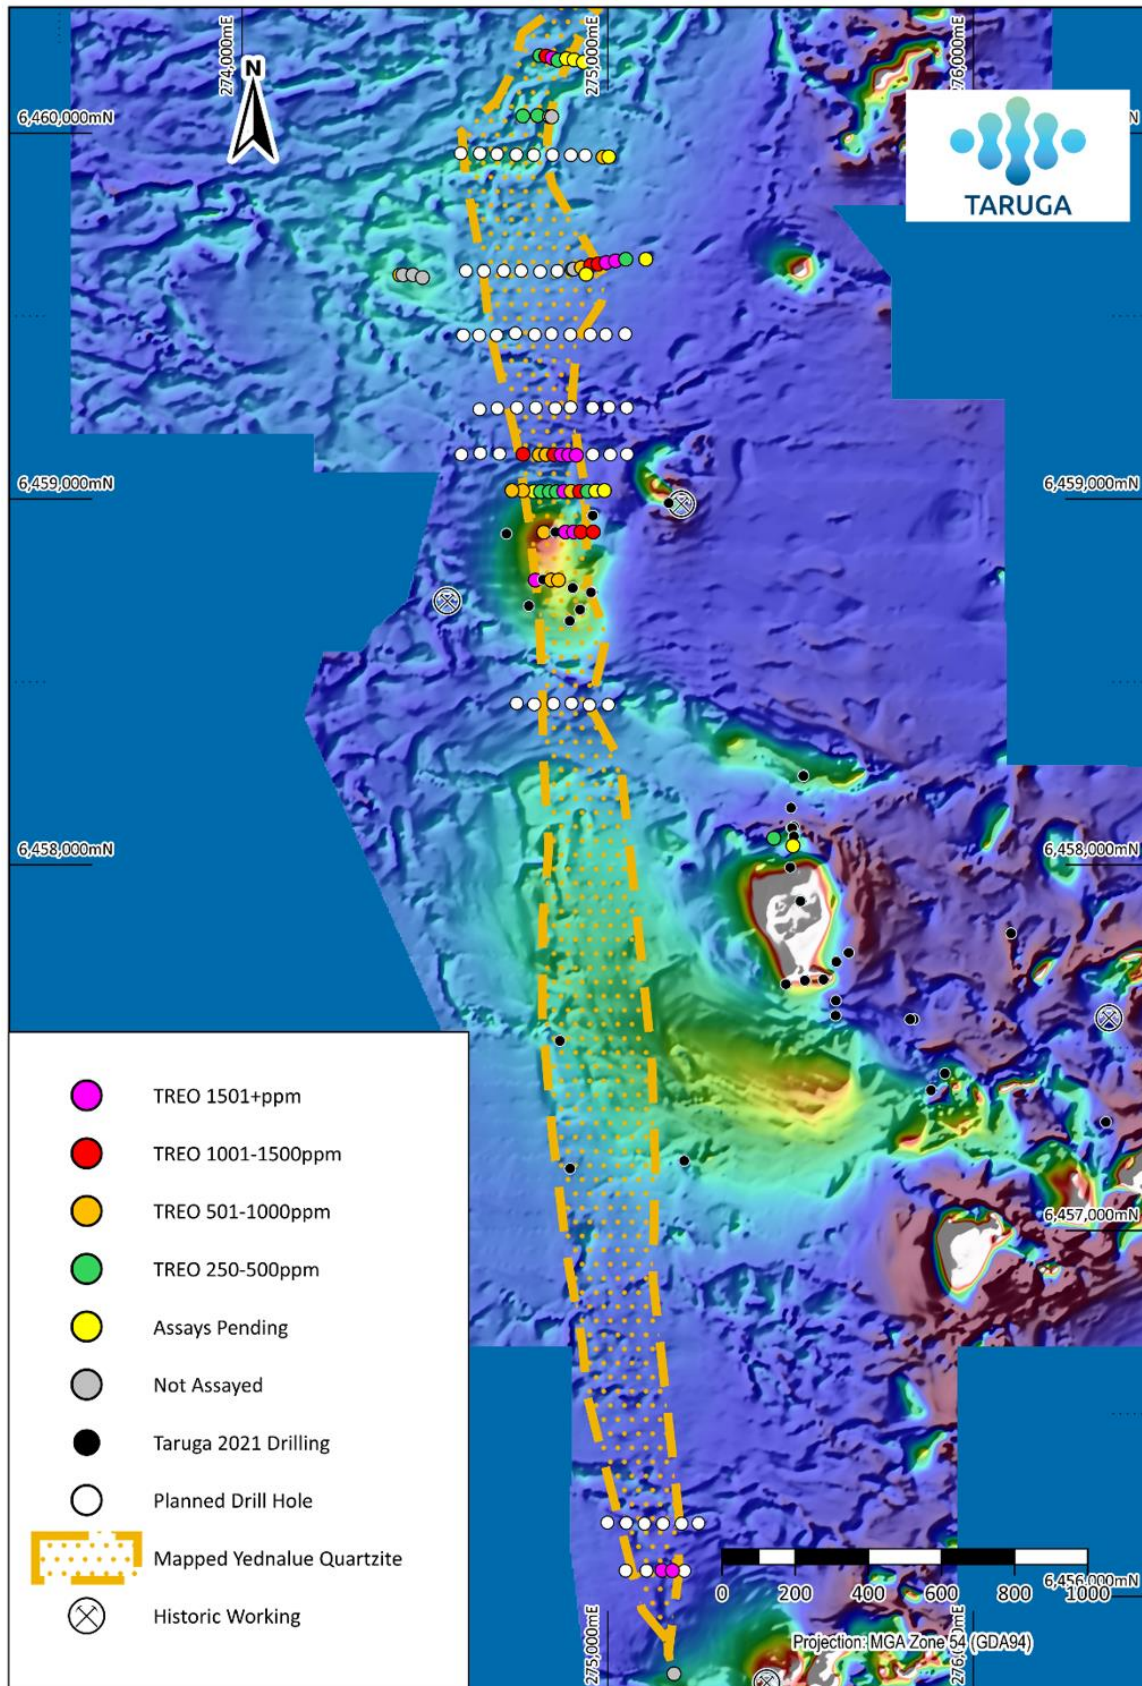 274,000mE
275,000mE
276,000mE
N
6,460,000mN
N
TARUGA
6,459,000mN
6,459,000mN
6,458,000mN
6,458,000mN
TREO 1501+ppm
TREO 1001-1500ppm
TREO 501-1000ppm
6,457,000mN
TREO 250-500ppm
Assays Pending
Not Assayed
Taruga 2021 Drilling
Planned Drill Hole
Mapped Yednalue Quartzite
6,456,000mN
0 200 400 600 800 1000
Historic Working
275,000mE
276,
mE
Projection: MGA Zone 54 (GDA94)